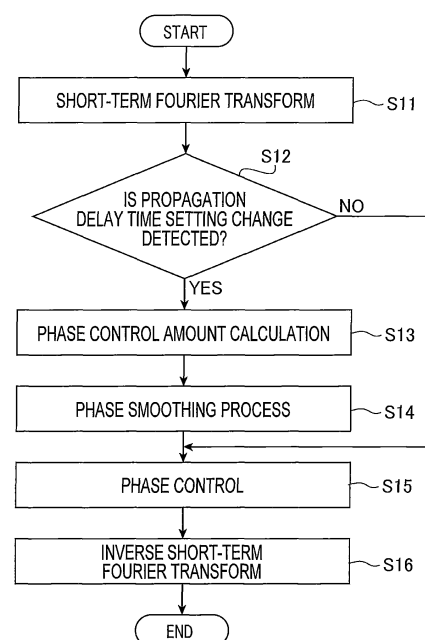 START
SHORT-TERM FOURIER TRANSFORM
S11
S12
IS PROPAGATION
DELAY TIME SETTING CHANGE
DETECTED?
NO
YES
PHASE CONTROL AMOUNT CALCULATION
S13
PHASE SMOOTHING PROCESS
S14
PHASE CONTROL
S15
INVERSE SHORT-TERM
FOURIER TRANSFORM
S16
END